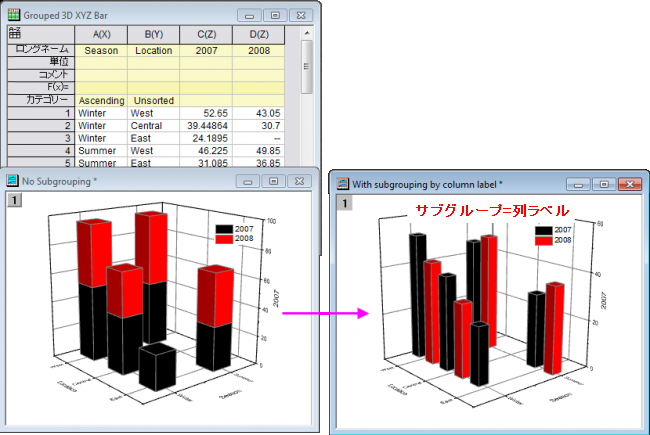 Grouped 3D XYZ Bar
A(X) B(Y) C(Z) D(Z)
ロングネーム Season Location 2007 2008
単位
コメント
F(x)=
カテゴリー Ascending Unsorted
1 Winter West 52.65 43.05
2 Winter Central 39.44864 30.7
3 Winter East 24.1895 --
4 Summer West 46.225 49.85
5 Summer East 31.085 36.85
No Subgrouping *
1
2007
2008
100
80
60
40
20
0
2007
West
Central
East
Location
Winter
Summer
Season
With subgrouping by column label *
1
サブグループ=列ラベル
2007
2008
60
40
20
0
2007
West
Central
East
Location
Winter
Summer
Season